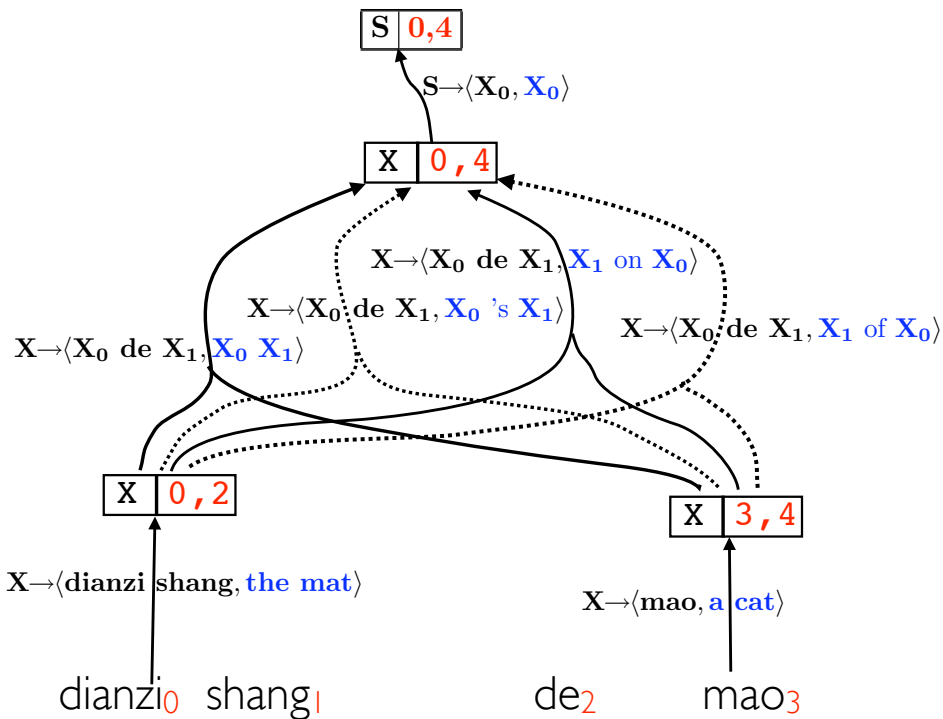 S 0,4
S→⟨X₀, X₀⟩
X 0,4
X→⟨X₀ de X₁, X₁ on X₀⟩
X→⟨X₀ de X₁, X₀ 's X₁⟩
X→⟨X₀ de X₁, X₁ of X₀⟩
X→⟨X₀ de X₁, X₀ X₁⟩
X 0,2
X 3,4
X→⟨dianzi shang, the mat⟩
X→⟨mao, a cat⟩
dianzi₀ shang₁ de₂ mao₃